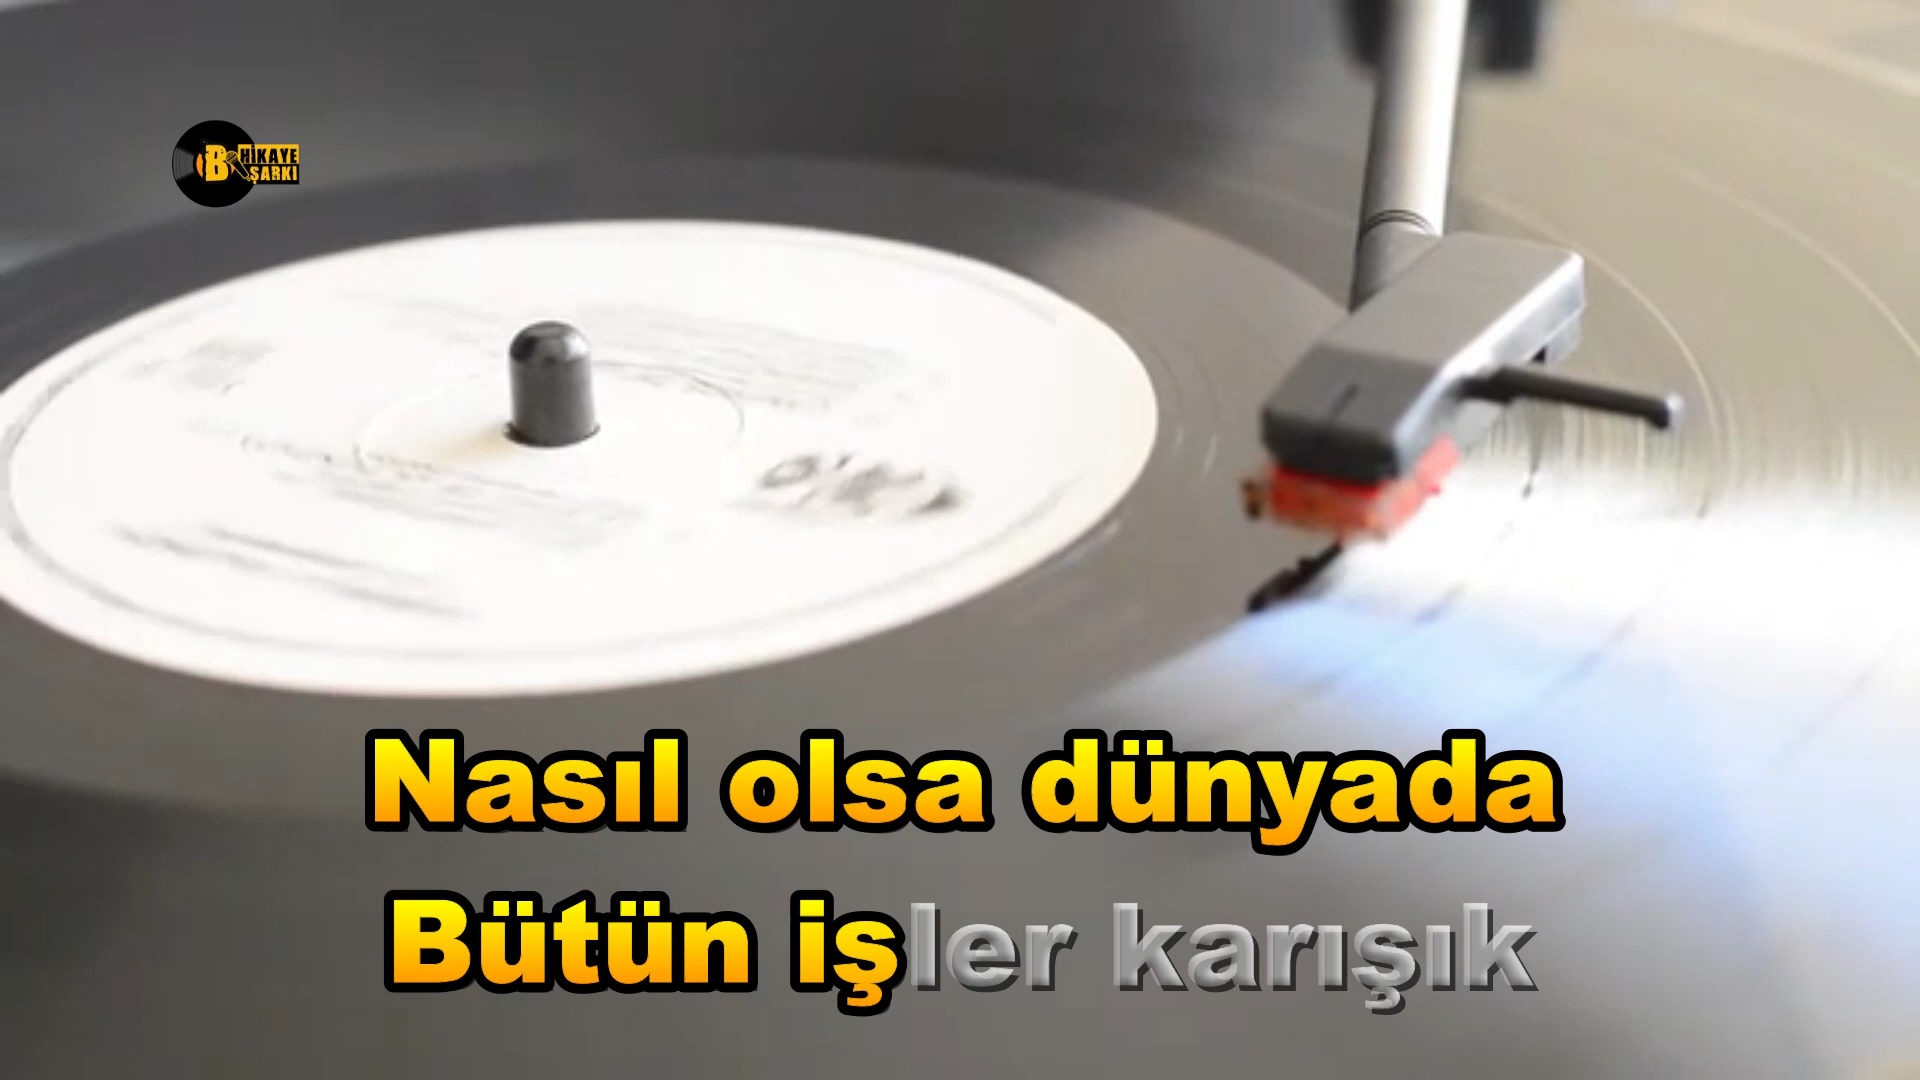 B HİKAYE
ŞARKI
Nasıl olsa dünyada
Bütün işler karışık